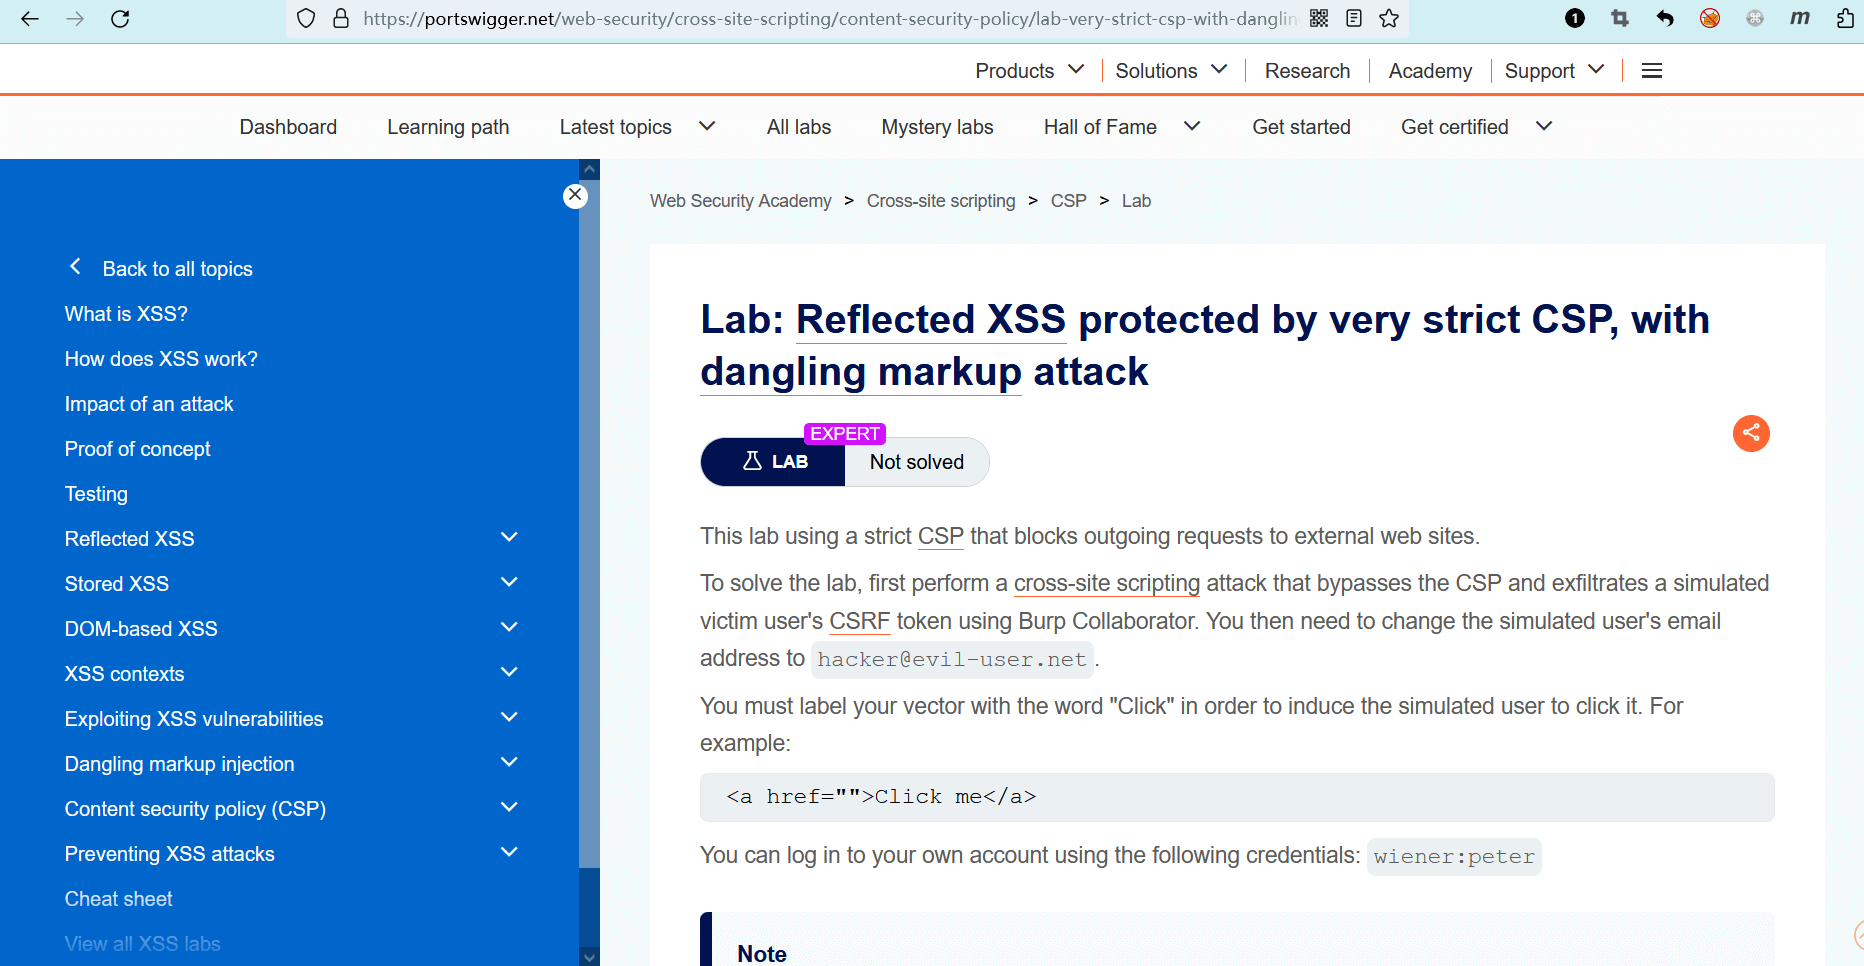 https://portswigger.net/web-security/cross-site-scripting/content-security-policy/lab-very-strict-csp-with-danglin
1
m
Products
Solutions
Research
Academy
Support
Dashboard
Learning path
Latest topics
All labs
Mystery labs
Hall of Fame
Get started
Get certified
Back to all topics
What is XSS?
How does XSS work?
Impact of an attack
Proof of concept
Testing
Reflected XSS
Stored XSS
DOM-based XSS
XSS contexts
Exploiting XSS vulnerabilities
Dangling markup injection
Content security policy (CSP)
Preventing XSS attacks
Cheat sheet
View all XSS labs
Web Security Academy > Cross-site scripting > CSP > Lab
Lab: Reflected XSS protected by very strict CSP, with
dangling markup attack
EXPERT
LAB Not solved
This lab using a strict CSP that blocks outgoing requests to external web sites.
To solve the lab, first perform a cross-site scripting attack that bypasses the CSP and exfiltrates a simulated
victim user's CSRF token using Burp Collaborator. You then need to change the simulated user's email
address to hacker@evil-user.net .
You must label your vector with the word "Click" in order to induce the simulated user to click it. For
example:
<a href="">Click me</a>
You can log in to your own account using the following credentials: wiener:peter
Note